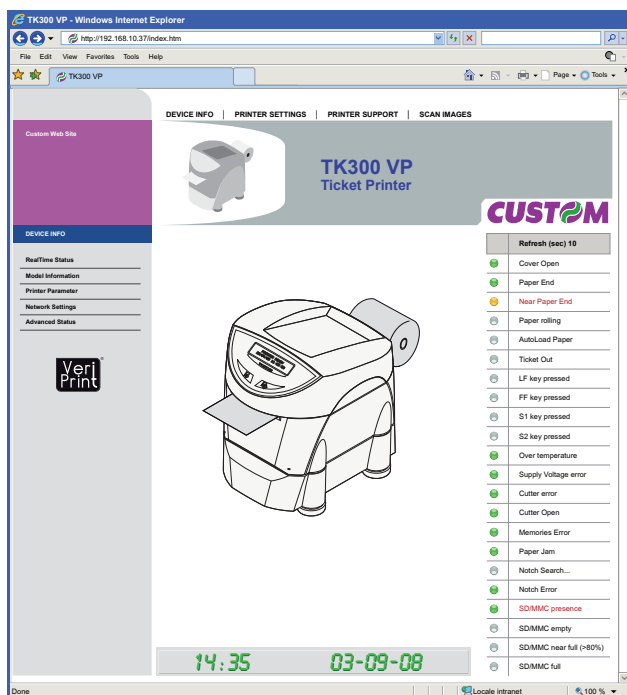 TK300 VP - Windows Internet Explorer
http://192.168.10.37/index.htm
File Edit View Favorites Tools Help
TK300 VP
Page Tools
DEVICE INFO | PRINTER SETTINGS | PRINTER SUPPORT | SCAN IMAGES
Custom Web Site
TK300 VP
Ticket Printer
CUSTOM
DEVICE INFO
RealTime Status
Model Information
Printer Parameter
Network Settings
Advanced Status
Veri
Print
Refresh (sec) 10
Cover Open
Paper End
Near Paper End
Paper rolling
AutoLoad Paper
Ticket Out
LF key pressed
FF key pressed
S1 key pressed
S2 key pressed
Over temperature
Supply Voltage error
Cutter error
Cutter Open
Memories Error
Paper Jam
Notch Search...
Notch Error
SD/MMC presence
SD/MMC empty
SD/MMC near full (>80%)
SD/MMC full
14:35 03-09-08
Done Locale intranet 100 %